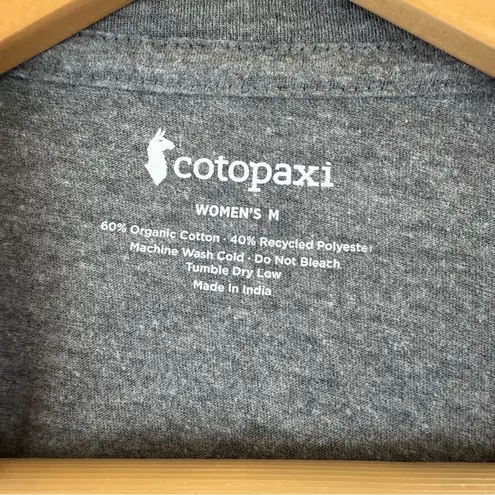 cotopaxi
WOMEN'S M
60% Organic Cotton · 40% Recycled Polyester
Machine Wash Cold · Do Not Bleach
Tumble Dry Low
Made in India